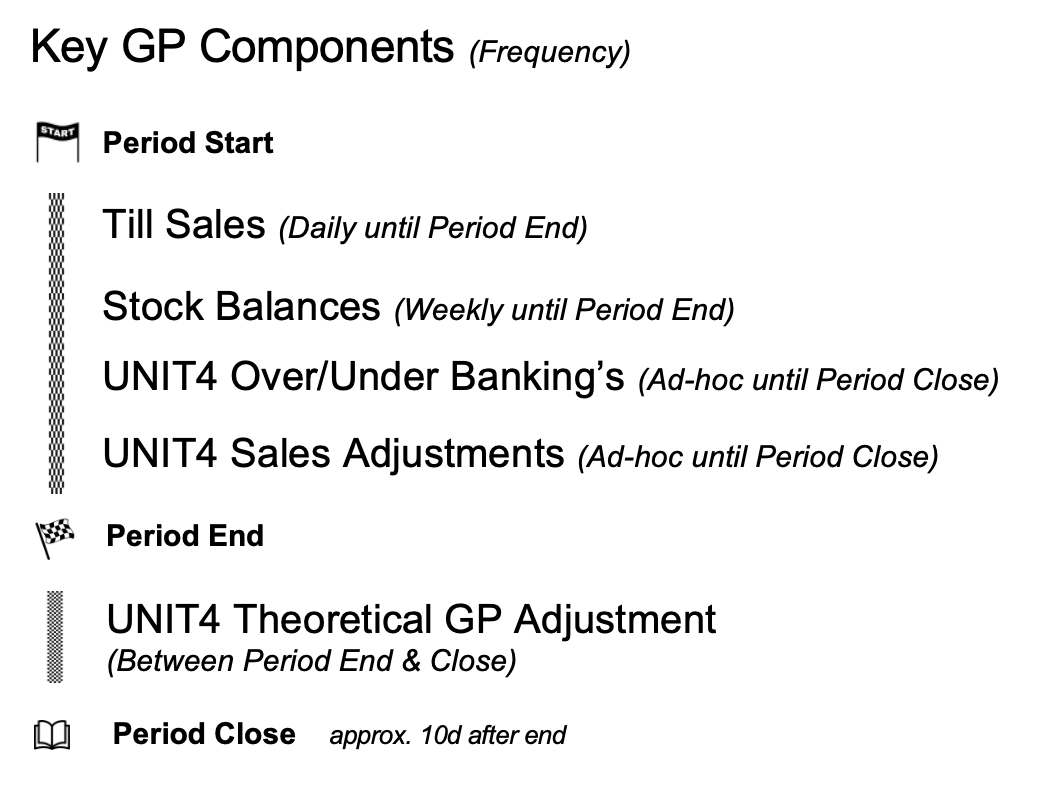 Key GP Components (Frequency)
START
Period Start
Till Sales (Daily until Period End)
Stock Balances (Weekly until Period End)
UNIT4 Over/Under Banking’s (Ad-hoc until Period Close)
UNIT4 Sales Adjustments (Ad-hoc until Period Close)
Period End
UNIT4 Theoretical GP Adjustment
(Between Period End & Close)
Period Close approx. 10d after end